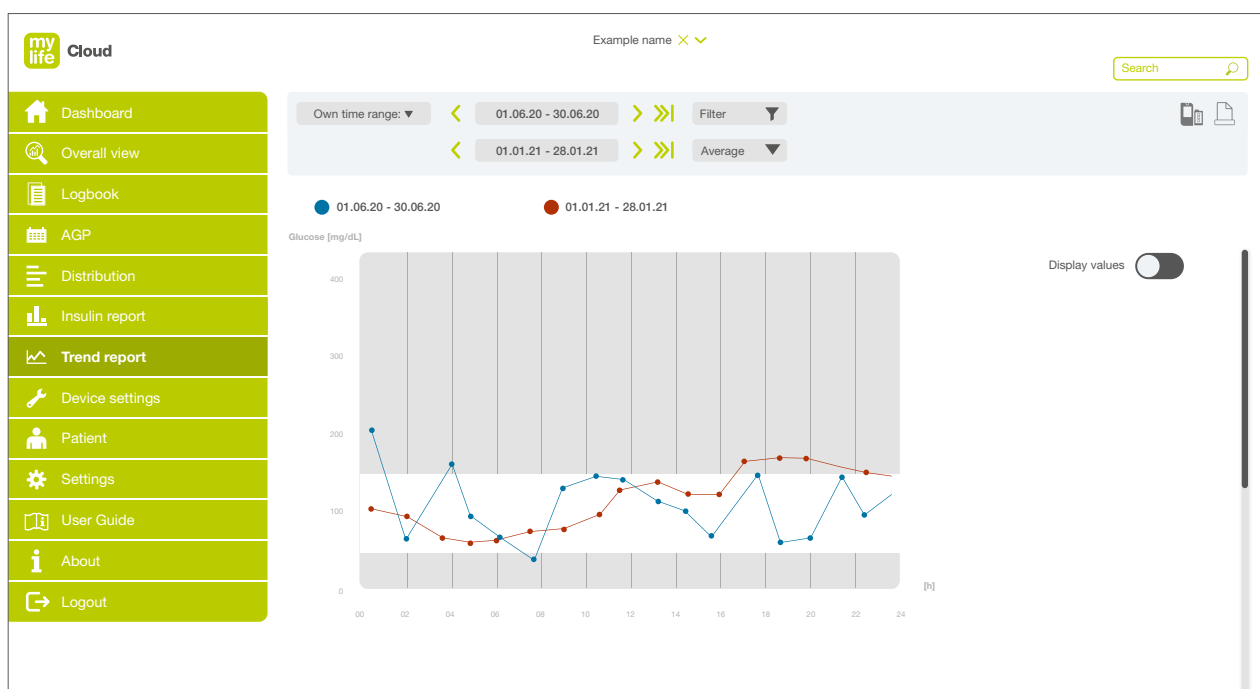 my
life
Cloud
Example name
Search
Dashboard
Overall view
Logbook
AGP
Distribution
Insulin report
Trend report
Device settings
Patient
Settings
User Guide
About
Logout
Own time range:
01.06.20 - 30.06.20
Filter
01.01.21 - 28.01.21
Average
01.06.20 - 30.06.20
01.01.21 - 28.01.21
Glucose [mg/dL]
Display values
400
300
200
100
0
[h]
00 02 04 06 08 10 12 14 16 18 20 22 24